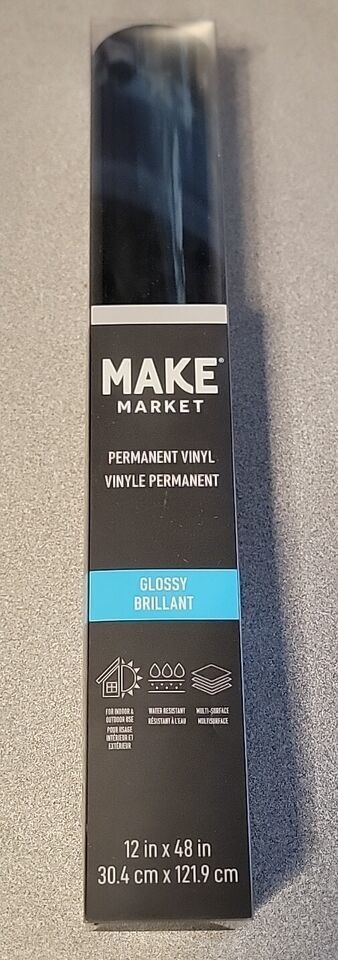 MAKE®
MARKET
PERMANENT VINYL
VINYLE PERMANENT
GLOSSY
BRILLANT
FOR INDOOR &
OUTDOOR USE
POUR USAGE
INTÉRIEUR ET
EXTÉRIEUR
WATER RESISTANT
RÉSISTANT À L'EAU
MULTI-SURFACE
MULTISURFACE
12 in x 48 in
30.4 cm x 121.9 cm